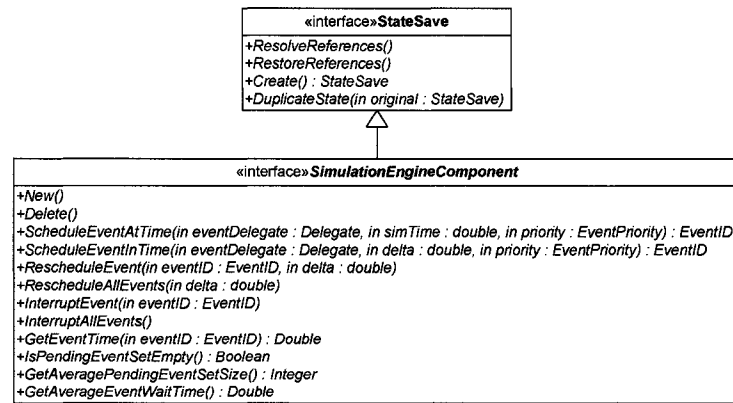 «interface»StateSave
+ResolveReferences()
+RestoreReferences()
+Create() : StateSave
+DuplicateState(in original : StateSave)
«interface»SimulationEngineComponent
+New()
+Delete()
+ScheduleEventAtTime(in eventDelegate : Delegate, in simTime : double, in priority : EventPriority) : EventID
+ScheduleEventInTime(in eventDelegate : Delegate, in delta : double, in priority : EventPriority) : EventID
+RescheduleEvent(in eventID : EventID, in delta : double)
+RescheduleAllEvents(in delta : double)
+InterruptEvent(in eventID : EventID)
+InterruptAllEvents()
+GetEventTime(in eventID : EventID) : Double
+IsPendingEventSetEmpty() : Boolean
+GetAveragePendingEventSetSize() : Integer
+GetAverageEventWaitTime() : Double